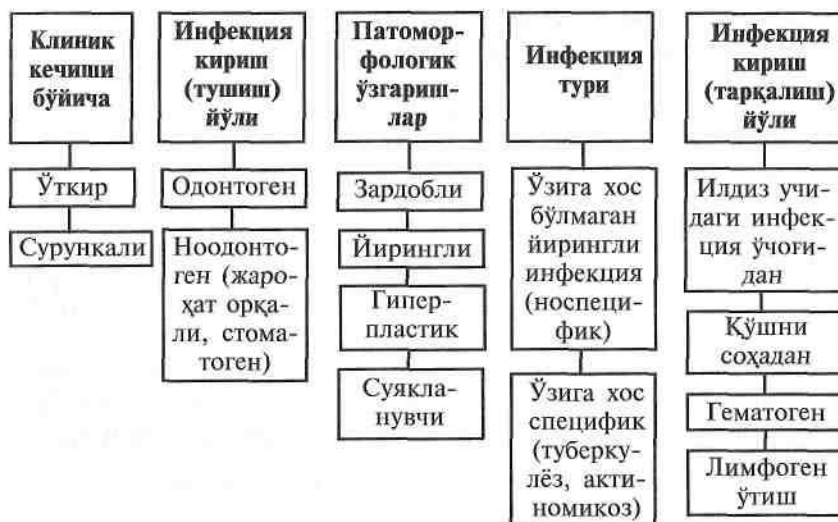 Клиник
кечиши
бўйича
Ўткир
Сурункали
Инфекция
кириш
(тушиш)
йўли
Одонтоген
Ноодонто-
ген (жаро-
ҳат орқа-
ли, стома-
тоген)
Патомор-
фологик
ўзгариш-
лар
Зардобли
Йирингли
Гипер-
пластик
Суякла-
нувчи
Инфекция
тури
Ўзига хос
бўлмаган
йирингли
инфекция
(носпеци-
фик)
Ўзига хос
специфик
(туберку-
лёз, акти-
номикоз)
Инфекция
кириш
(тарқалиш)
йўли
Илдиз учи-
даги инфек-
ция ўчоғи-
дан
Қўшни
соҳадан
Гематоген
Лимфоген
ўтиш